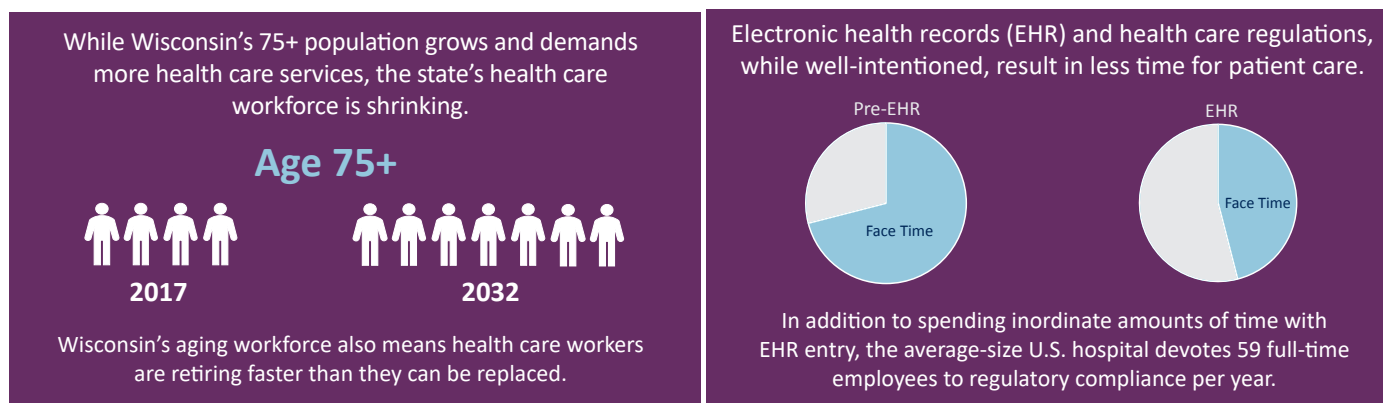 While Wisconsin's 75+ population grows and demands
more health care services, the state's health care
workforce is shrinking.
Age 75+
2017
2032
Wisconsin's aging workforce also means health care workers
are retiring faster than they can be replaced.
Electronic health records (EHR) and health care regulations,
while well-intentioned, result in less time for patient care.
Pre-EHR
EHR
Face Time
Face Time
In addition to spending inordinate amounts of time with
EHR entry, the average-size U.S. hospital devotes 59 full-time
employees to regulatory compliance per year.